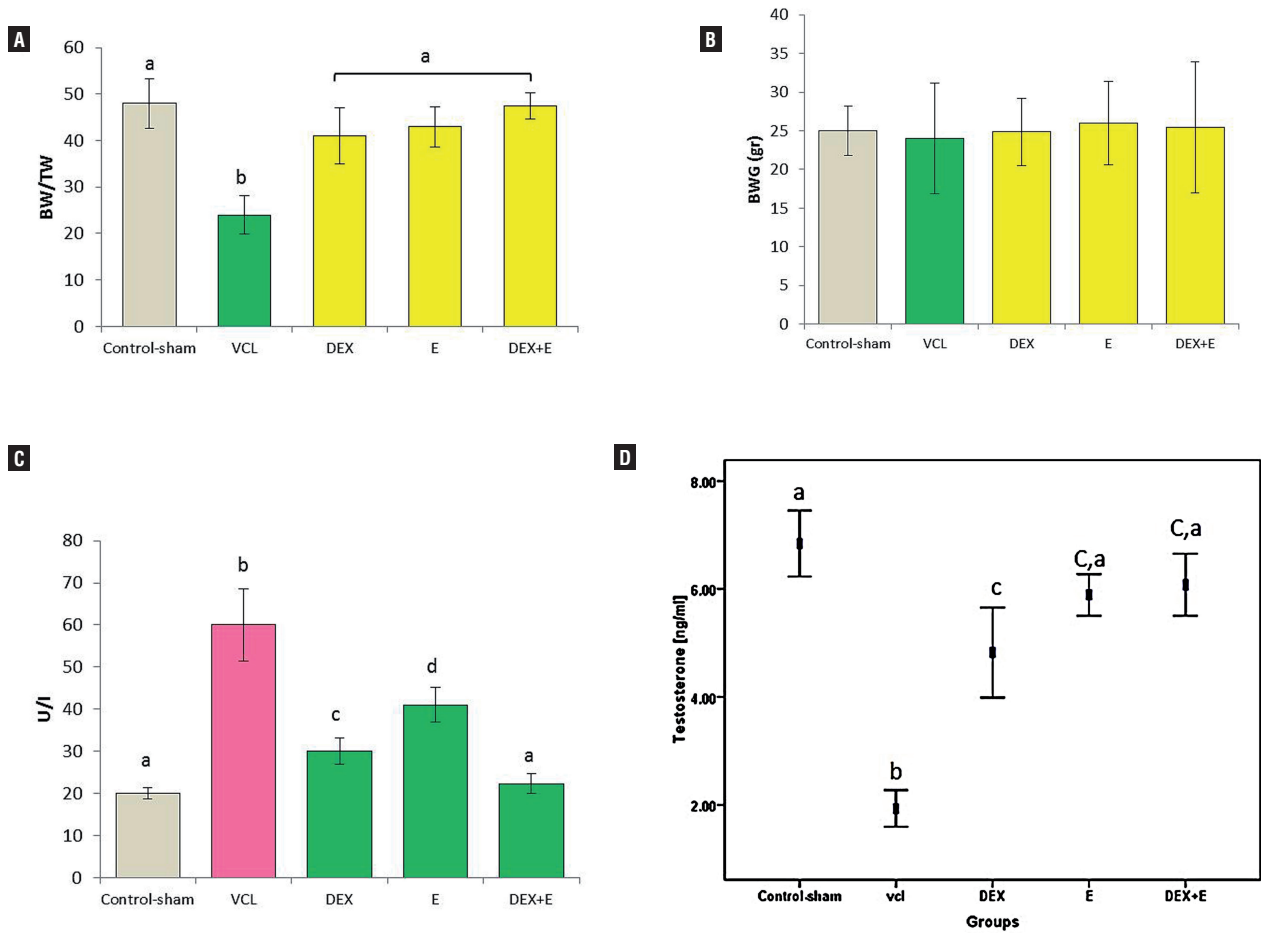 A
BW/TW
60
50
40
30
20
10
0
a
b
a
Control-sham VCL DEX E DEX+E
B
BWG (gr)
40
35
30
25
20
15
10
5
0
Control-sham VCL DEX E DEX+E
C
U/I
80
70
60
50
40
30
20
10
0
a
b
c
d
a
Control-sham VCL DEX E DEX+E
D
Testosterone [ng/ml]
8.00
6.00
4.00
2.00
a
b
c
C,a
C,a
Control-sham vcl DEX E DEX+E
Groups